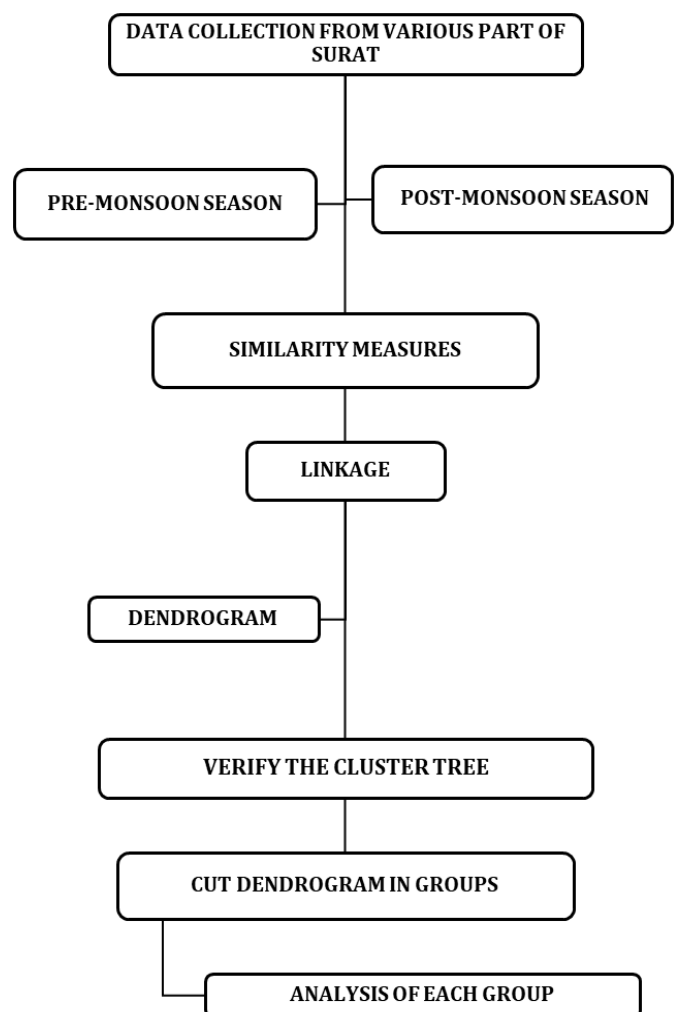 DATA COLLECTION FROM VARIOUS PART OF
SURAT
PRE-MONSOON SEASON
POST-MONSOON SEASON
SIMILARITY MEASURES
LINKAGE
DENDROGRAM
VERIFY THE CLUSTER TREE
CUT DENDROGRAM IN GROUPS
ANALYSIS OF EACH GROUP